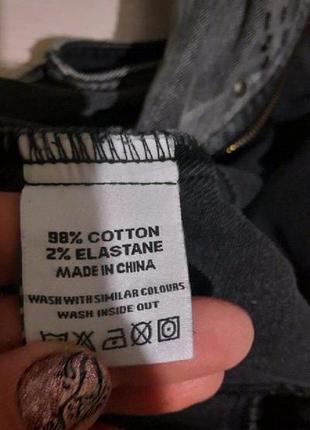 98% COTTON
2% ELASTANE
MADE IN CHINA
WASH WITH SIMILAR COLOURS
WASH INSIDE OUT